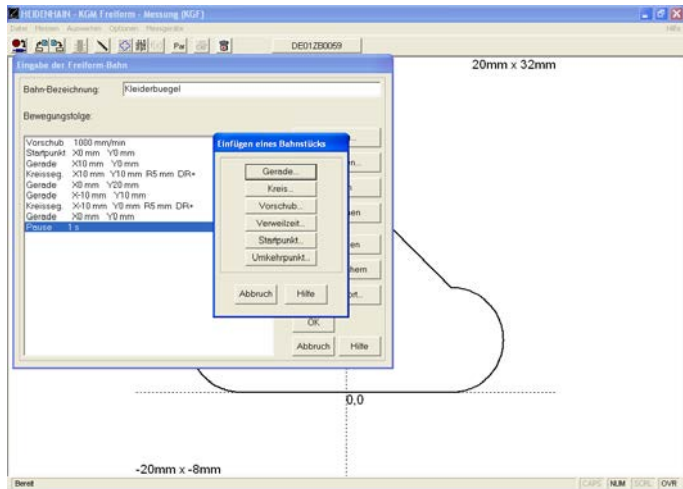 HEIDENHAIN - KGM Freiform - Messung (KGF)
Datei Messen Auswerten Optionen Messgeräte Hilfe
Par DE01ZB0059
20mm x 32mm
Eingabe der Freiform-Bahn
Bahn-Bezeichnung: Kleiderbuegel
Bewegungsfolge:
Vorschub 1000 mm/min
Startpunkt X0 mm Y0 mm
Gerade X10 mm Y0 mm
Kreisseg. X10 mm Y10 mm R5 mm DR+
Gerade X0 mm Y20 mm
Gerade X-10 mm Y10 mm
Kreisseg. X-10 mm Y0 mm R5 mm DR+
Gerade X0 mm Y0 mm
Pause 1 s
Einfügen eines Bahnstücks
Gerade...
Kreis...
Vorschub...
Verweilzeit...
Startpunkt...
Umkehrpunkt...
Abbruch Hilfe
OK
Abbruch Hilfe
0,0
-20mm x -8mm
Bereit CAPS NUM SCRL OVR